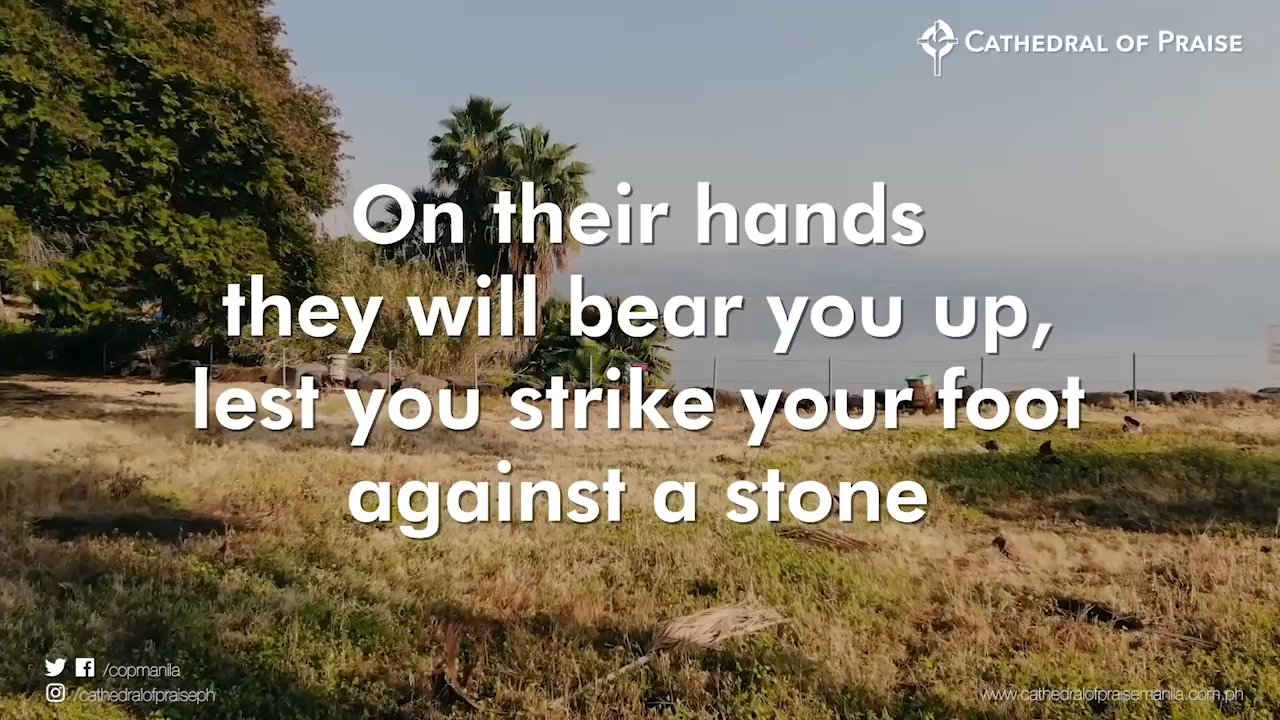 CATHEDRAL OF PRAISE
On their hands
they will bear you up,
lest you strike your foot
against a stone
/copmanila
/cathedralofpraiseph
www.cathedralofpraisemanila.com.ph